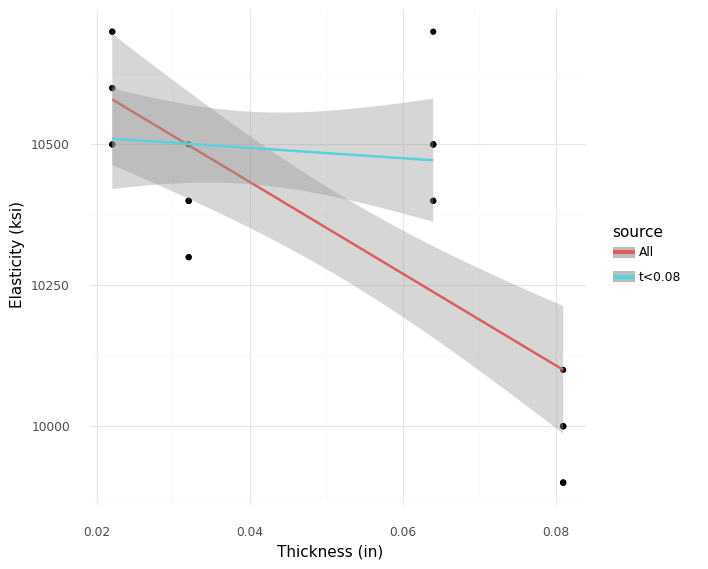 10500
10250
10000
Elasticity (ksi)
0.02
0.04
0.06
0.08
Thickness (in)
source
All
t<0.08